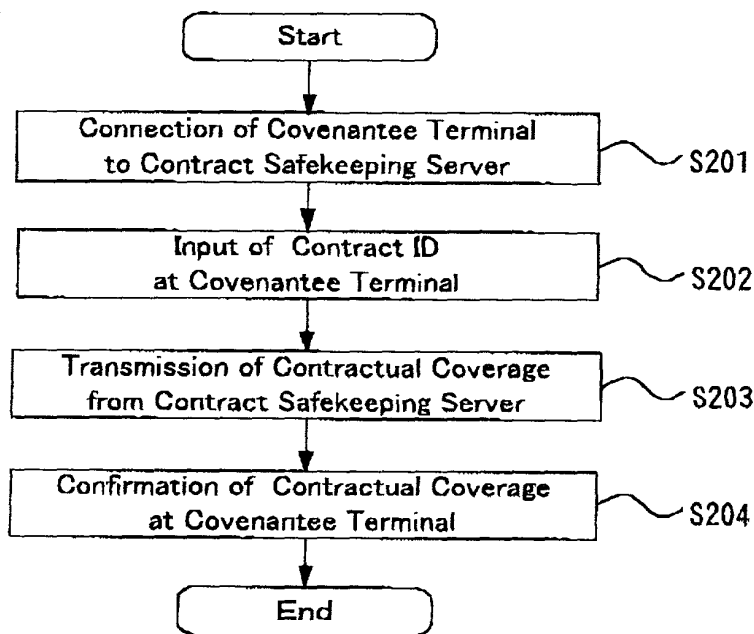 Start
Connection of Covenantee Terminal
to Contract Safekeeping Server
S201
Input of Contract ID
at Covenantee Terminal
S202
Transmission of Contractual Coverage
from Contract Safekeeping Server
S203
Confirmation of Contractual Coverage
at Covenantee Terminal
S204
End